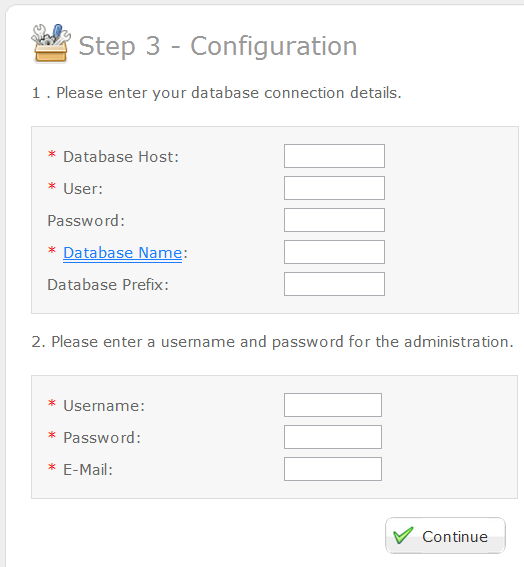 Step 3 - Configuration
1 . Please enter your database connection details.
* Database Host:
* User:
Password:
* Database Name:
Database Prefix:
2. Please enter a username and password for the administration.
* Username:
* Password:
* E-Mail:
Continue